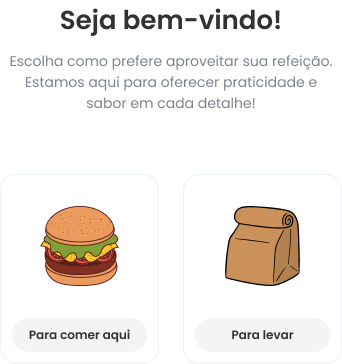 Seja bem-vindo!
Escolha como prefere aproveitar sua refeição.
Estamos aqui para oferecer praticidade e
sabor em cada detalhe!
Para comer aqui
Para levar